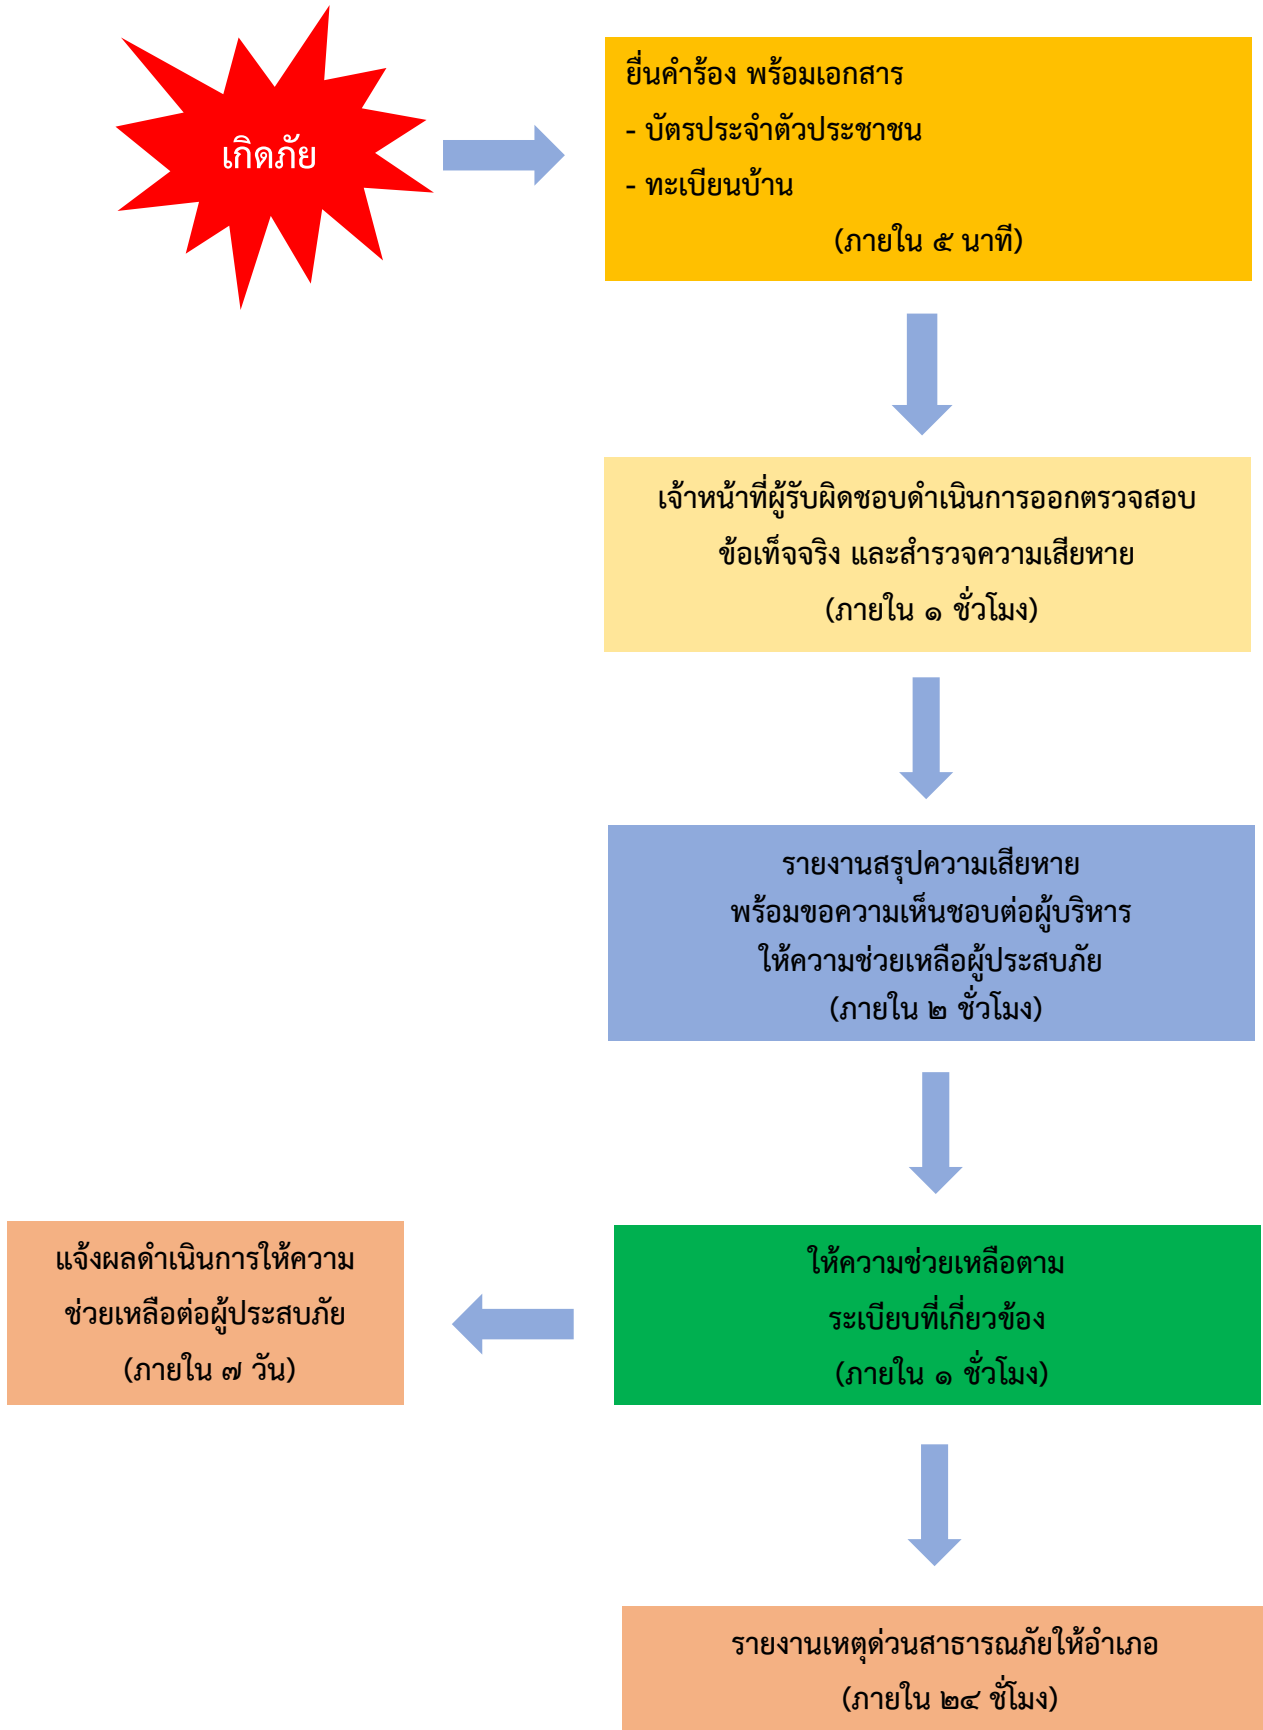 เกิดภัย
ยื่นคำร้อง พร้อมเอกสาร
- บัตรประจำตัวประชาชน
- ทะเบียนบ้าน
(ภายใน ๕ นาที)
เจ้าหน้าที่ผู้รับผิดชอบดำเนินการออกตรวจสอบ
ข้อเท็จจริง และสำรวจความเสียหาย
(ภายใน ๑ ชั่วโมง)
รายงานสรุปความเสียหาย
พร้อมขอความเห็นชอบต่อผู้บริหาร
ให้ความช่วยเหลือผู้ประสบภัย
(ภายใน ๒ ชั่วโมง)
ให้ความช่วยเหลือตาม
ระเบียบที่เกี่ยวข้อง
(ภายใน ๑ ชั่วโมง)
แจ้งผลดำเนินการให้ความ
ช่วยเหลือต่อผู้ประสบภัย
(ภายใน ๗ วัน)
รายงานเหตุด่วนสาธารณภัยให้อำเภอ
(ภายใน ๒๔ ชั่โมง)